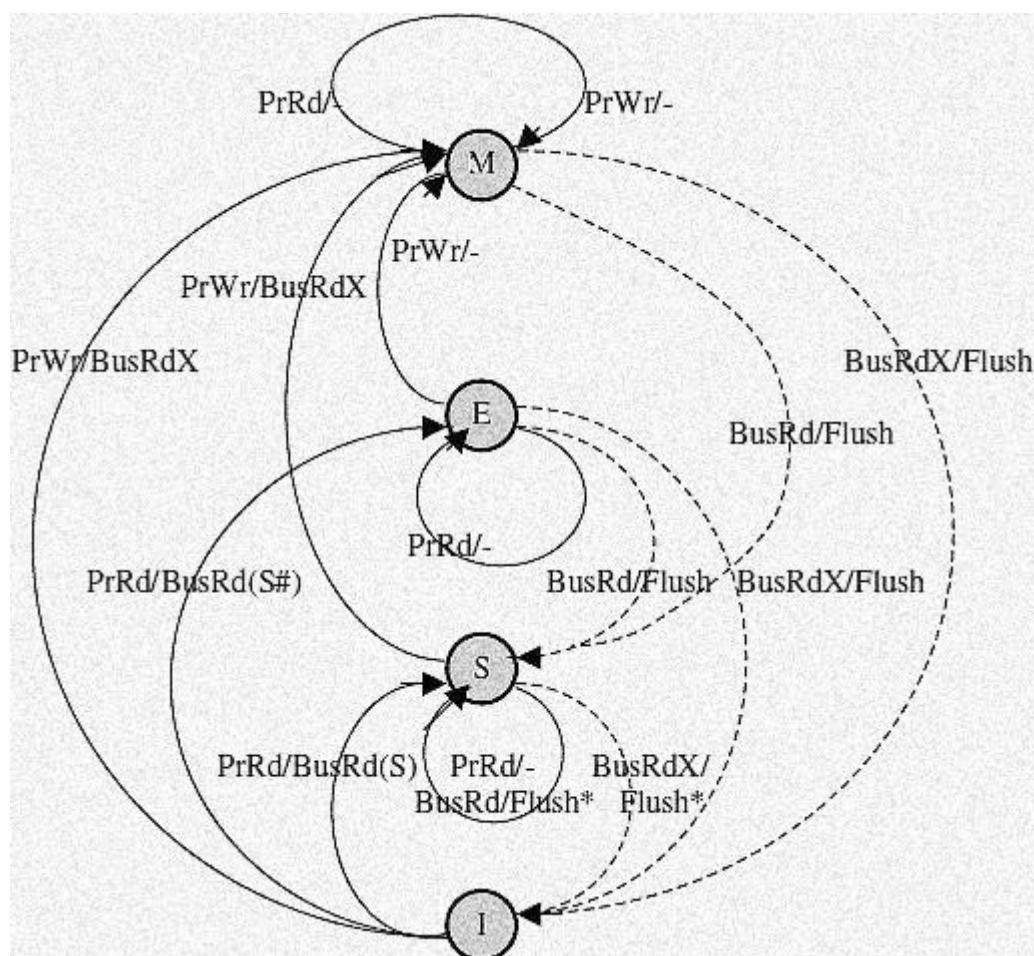 PrRd/-
PrWr/-
M
PrWr/-
PrWr/BusRdX
PrWr/BusRdX
BusRdX/Flush
E
BusRd/Flush
PrRd/-
PrRd/BusRd(S#)
BusRd/Flush
BusRdX/Flush
S
PrRd/BusRd(S)
PrRd/-
BusRd/Flush*
BusRdX/
Flush*
I